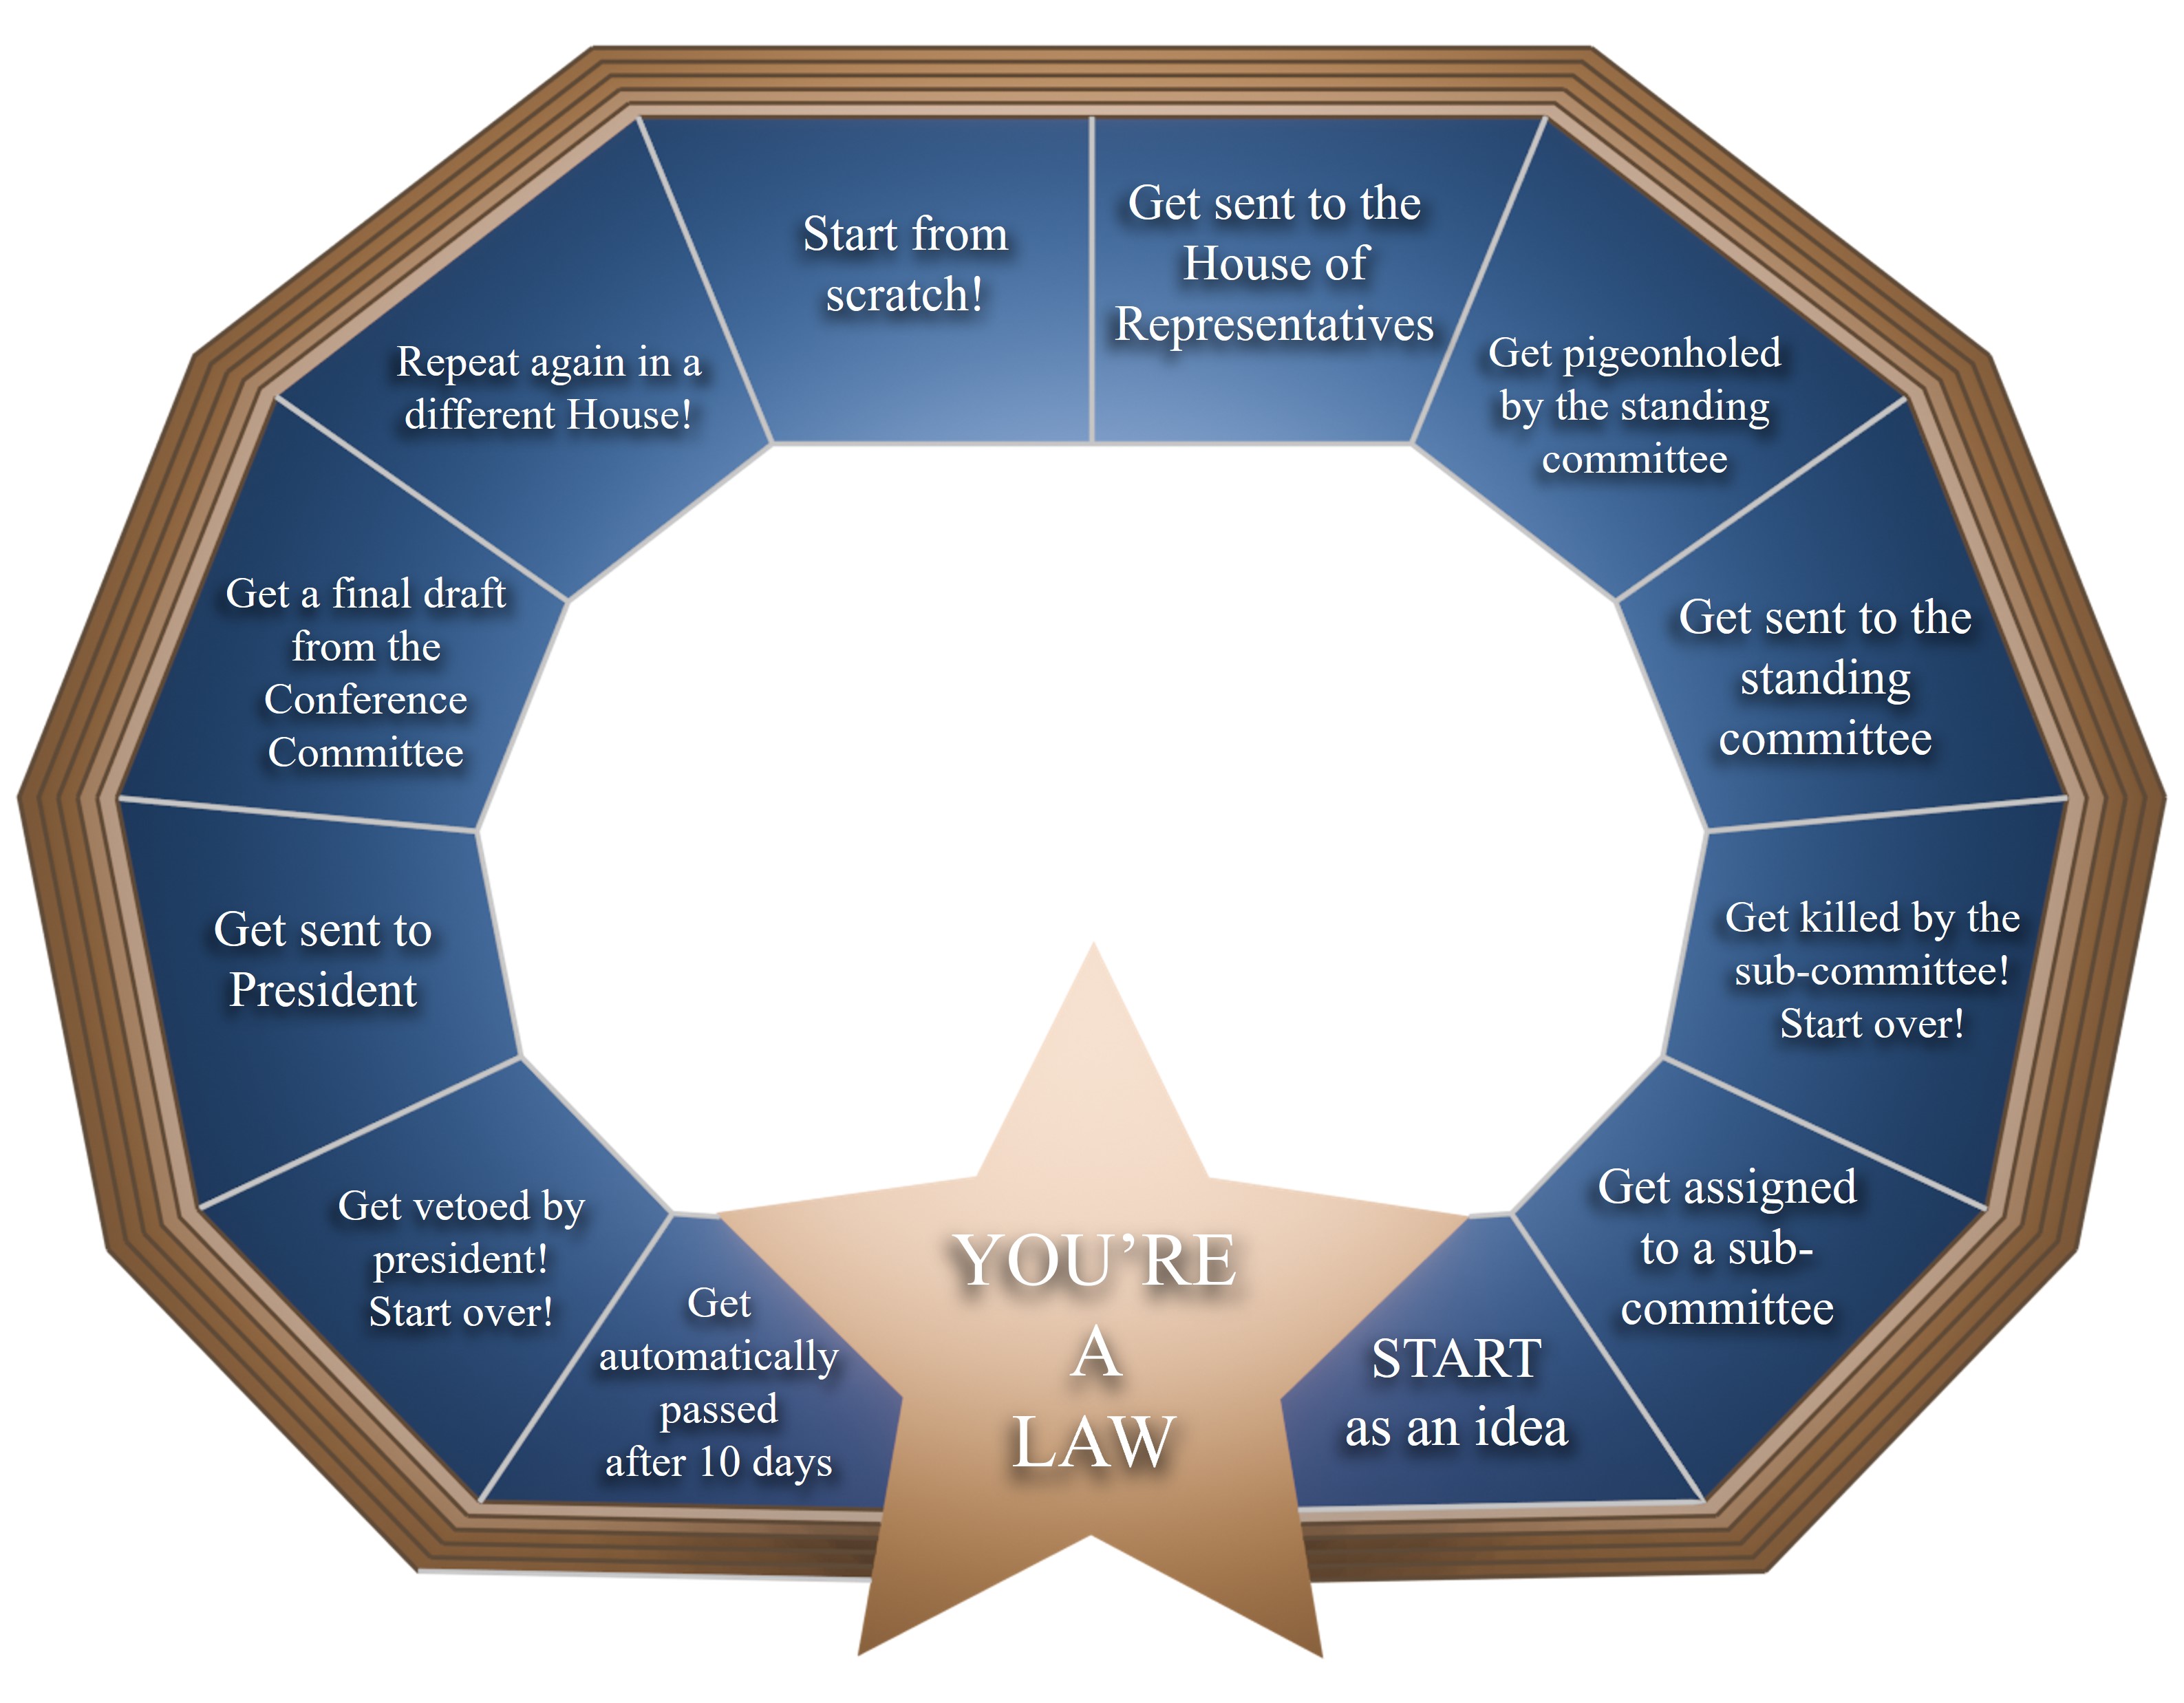 Start from
scratch!
Get sent to the
House of
Representatives
Get pigeonholed
by the standing
committee
Get sent to the
standing
committee
Get killed by the
sub-committee!
Start over!
Get assigned
to a sub-
committee
START
as an idea
YOU’RE
A
LAW
Get
automatically
passed
after 10 days
Get vetoed by
president!
Start over!
Get sent to
President
Get a final draft
from the
Conference
Committee
Repeat again in a
different House!